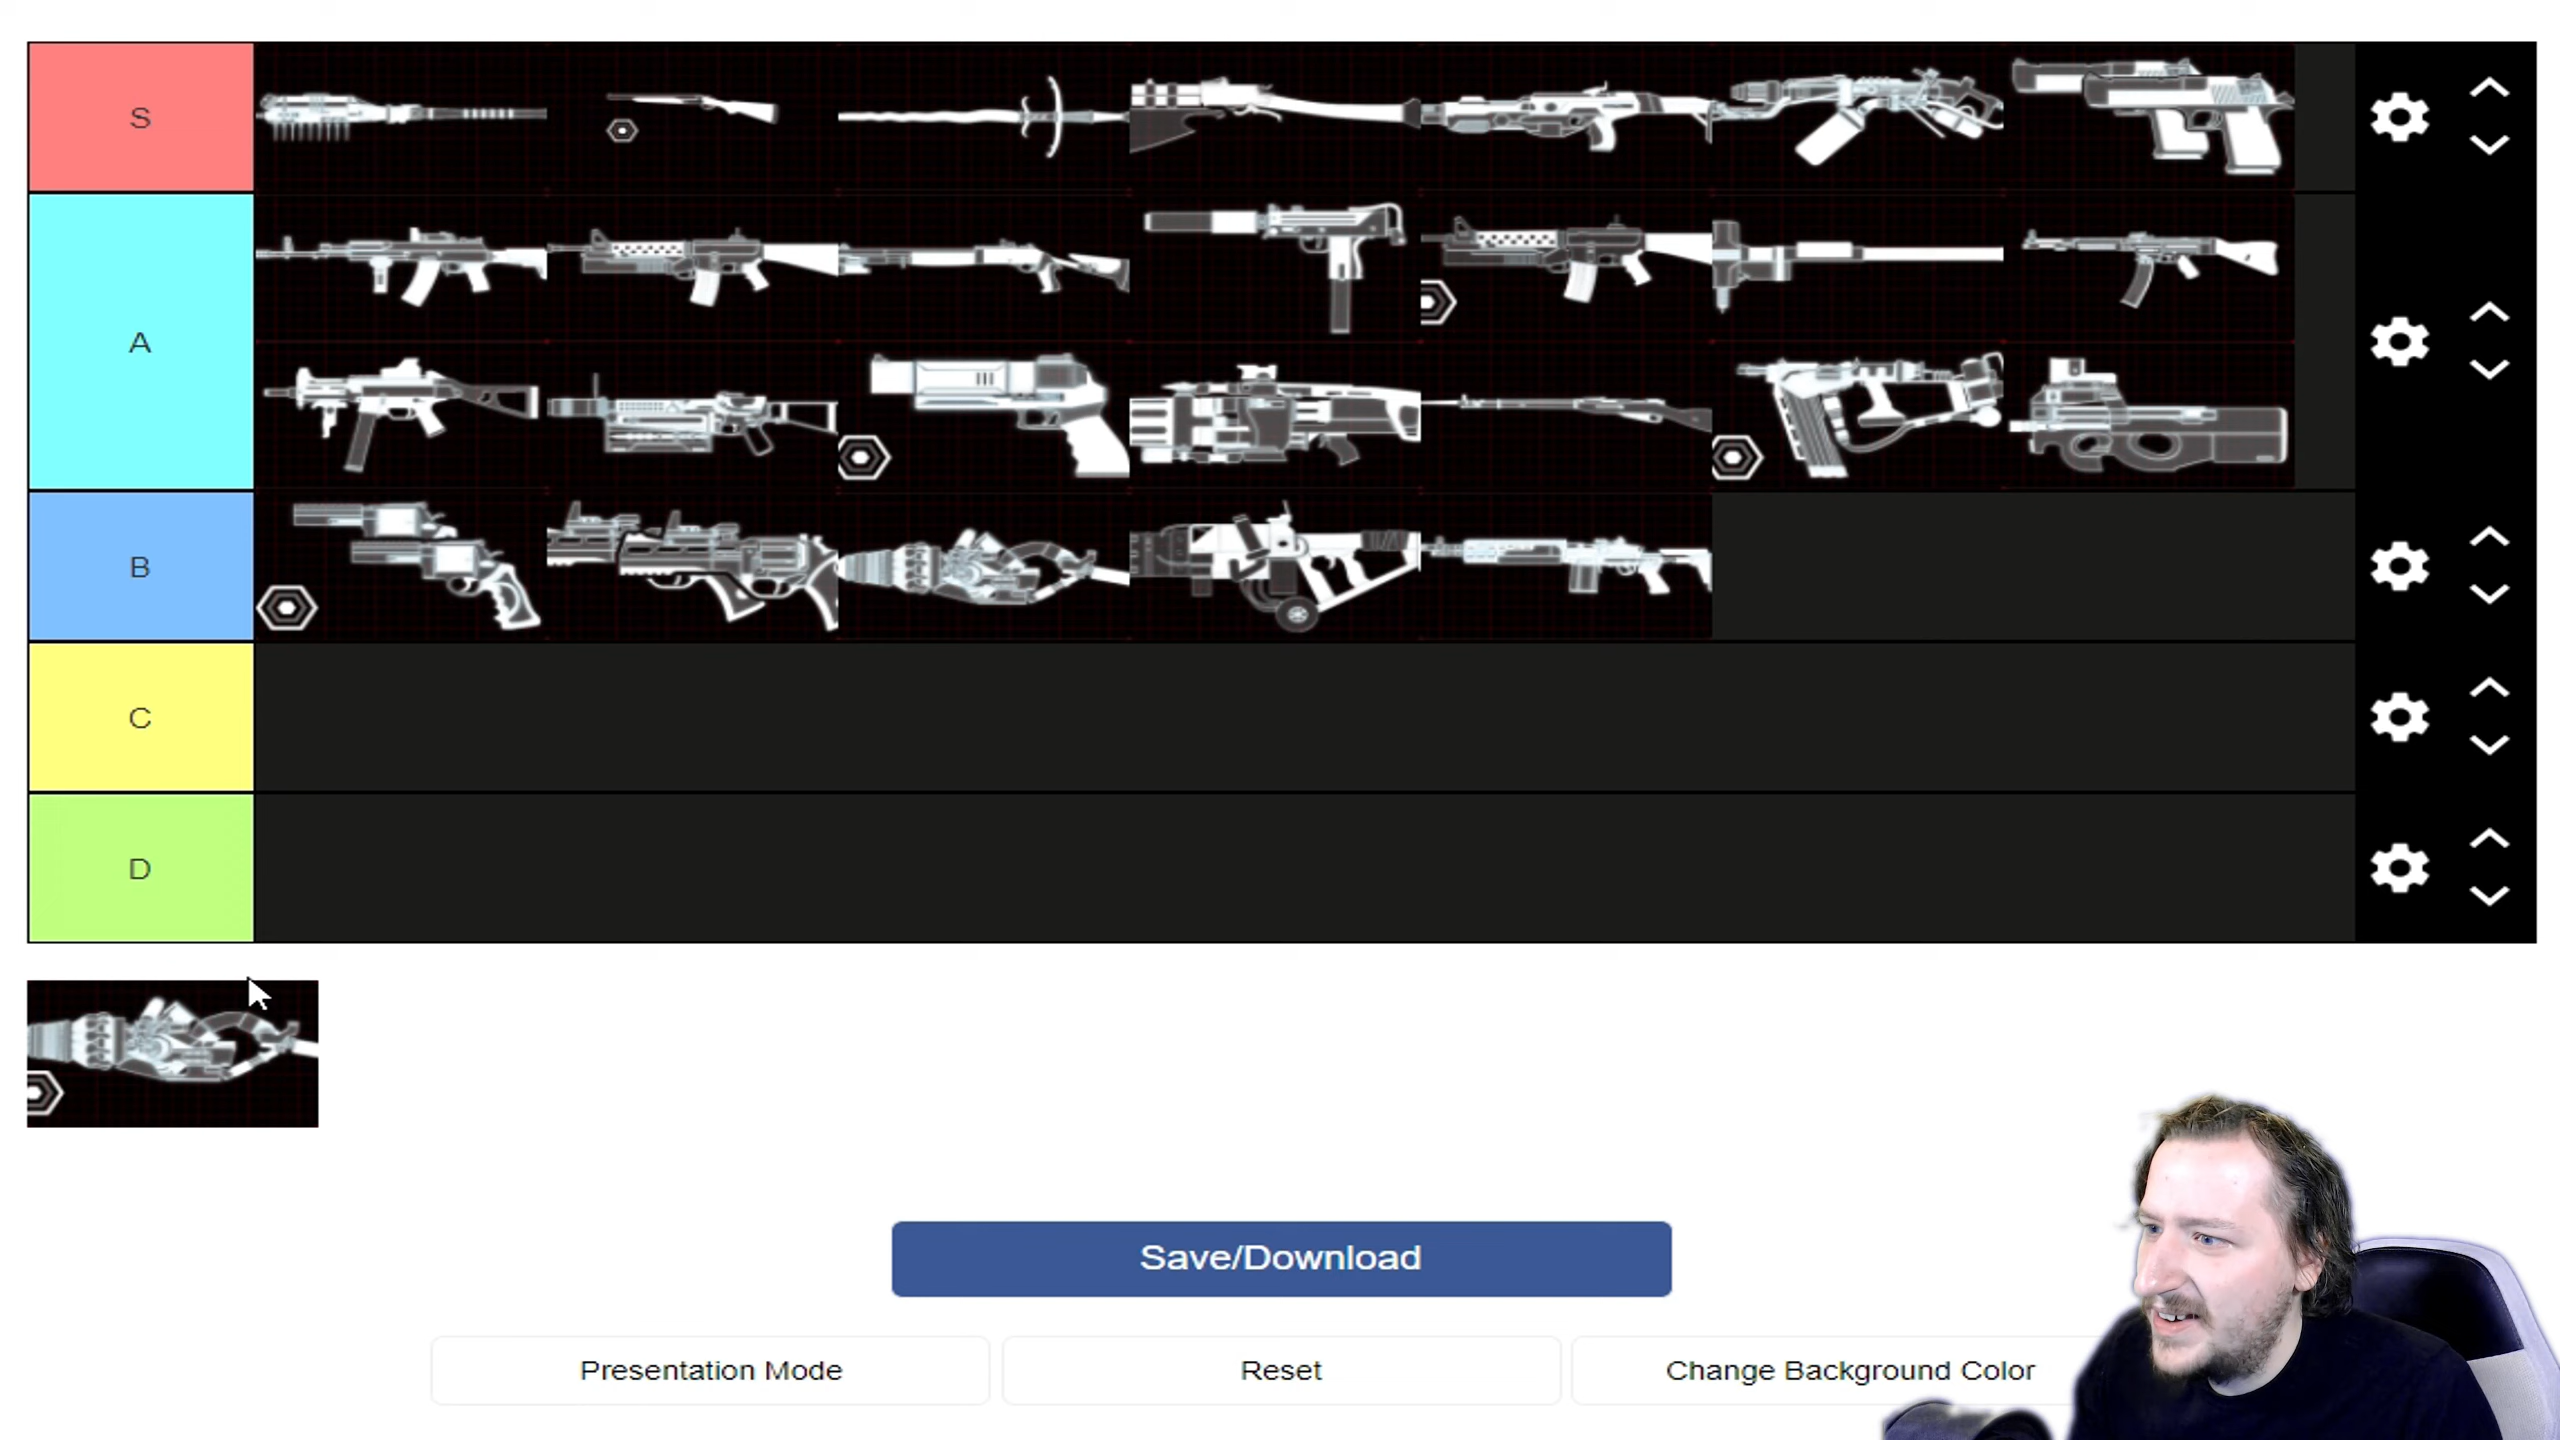 S
A
B
C
D
Save/Download
Presentation Mode
Reset
Change Background Color